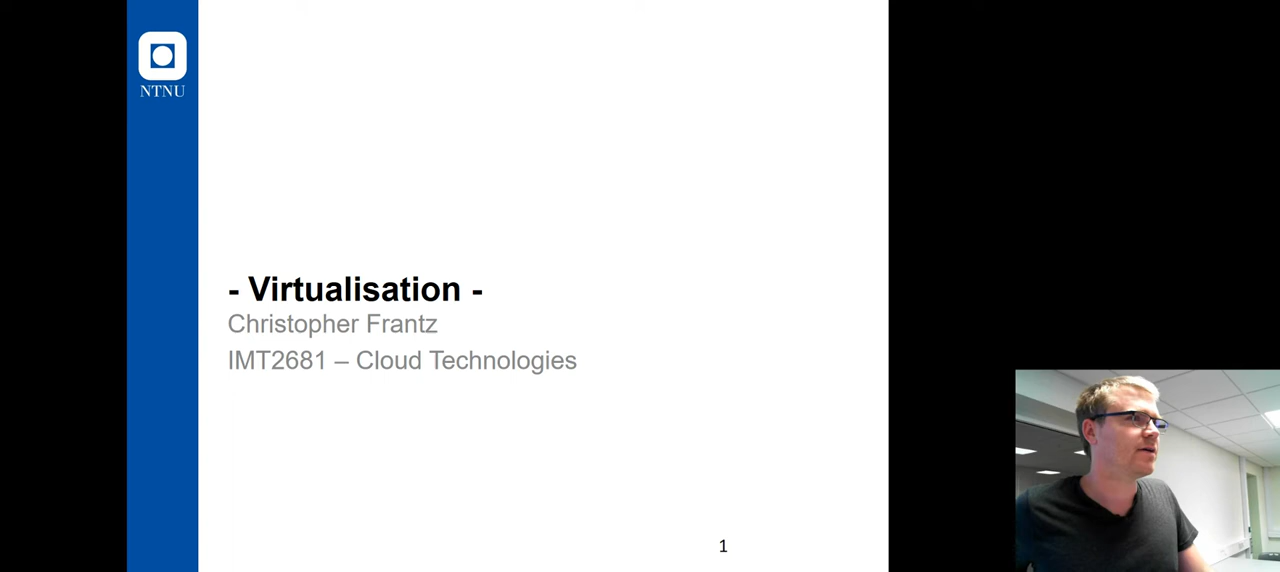 NTNU
- Virtualisation -
Christopher Frantz
IMT2681 – Cloud Technologies
1